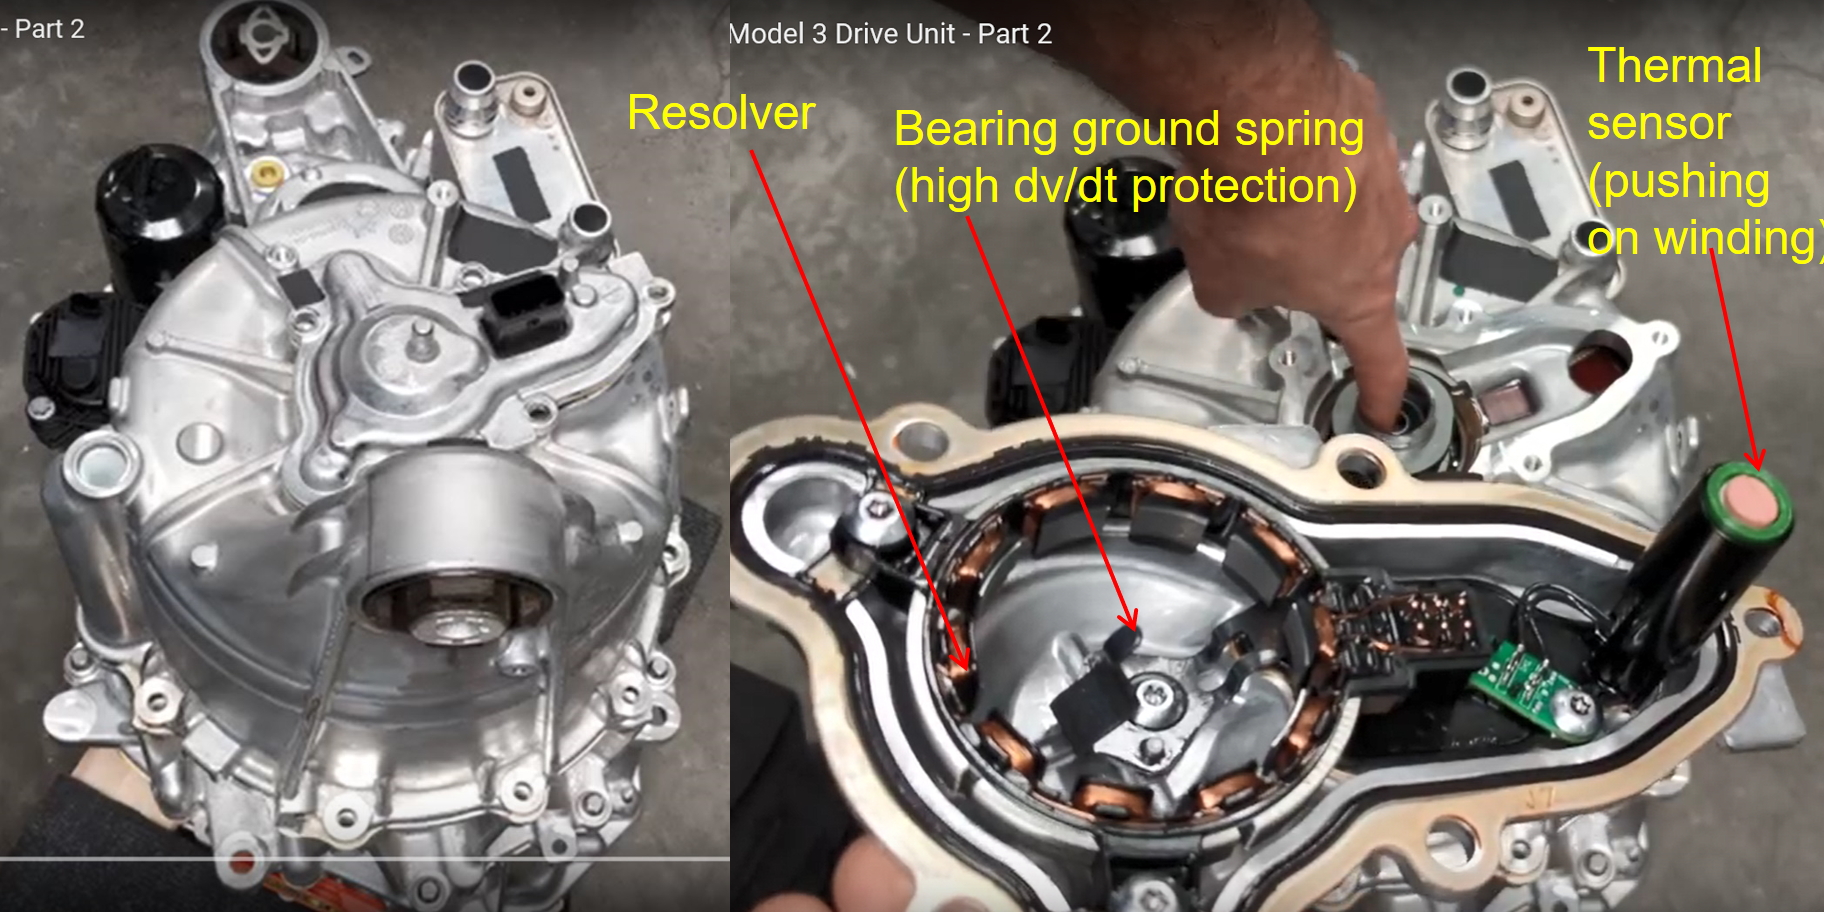 - Part 2
Model 3 Drive Unit - Part 2
Resolver
Bearing ground spring
(high dv/dt protection)
Thermal
sensor
(pushing
on winding)